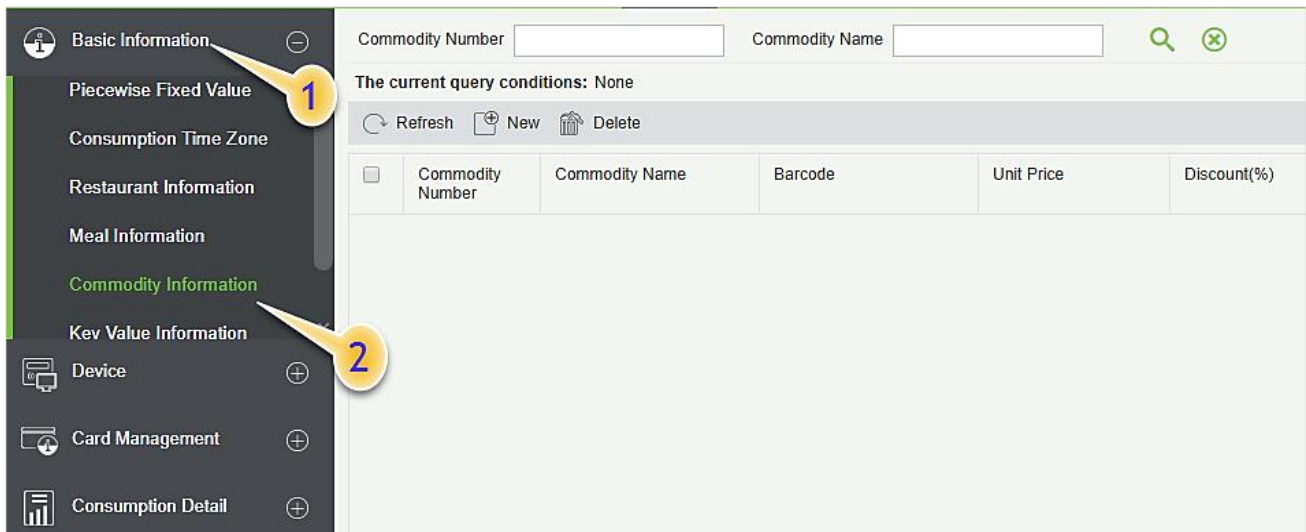 Basic Information
Piecewise Fixed Value
Consumption Time Zone
Restaurant Information
Meal Information
Commodity Information
Key Value Information
Device
Card Management
Consumption Detail
1
2
Commodity Number
Commodity Name
The current query conditions: None
Refresh New Delete
Commodity Number
Commodity Name
Barcode
Unit Price
Discount(%)